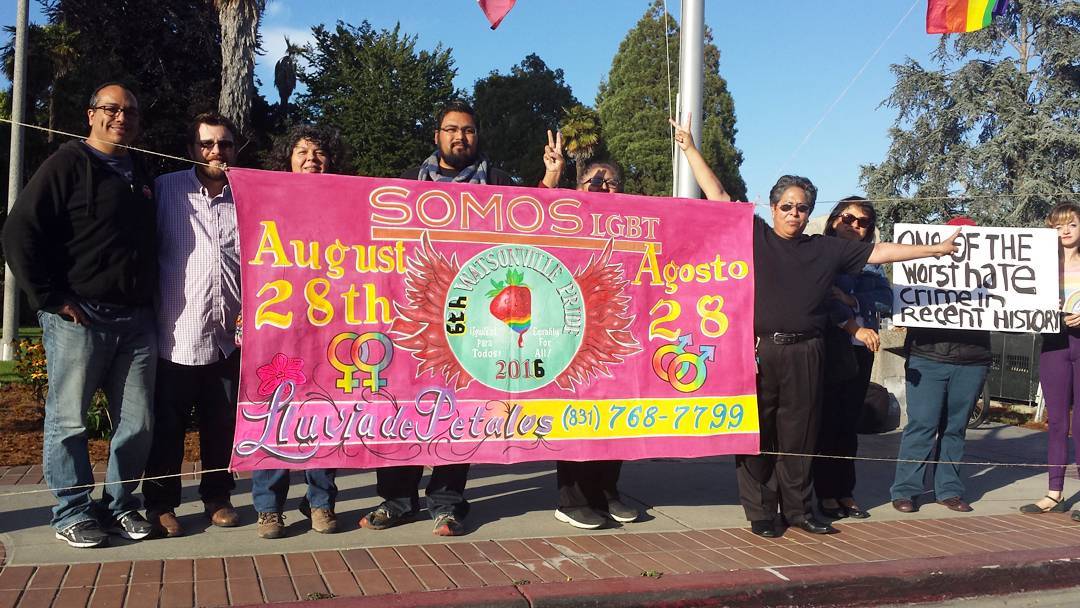 SOMOS LGBT
August
28th
Agosto
28
WATSONVILLE PRIDE
6th
Igualdad
Para
Todos!
Equality
For
All!
2016
Lluvia de Petalos (831) 768-7799
ONE OF THE
WORST HATE
CRIME IN
RECENT HISTORY